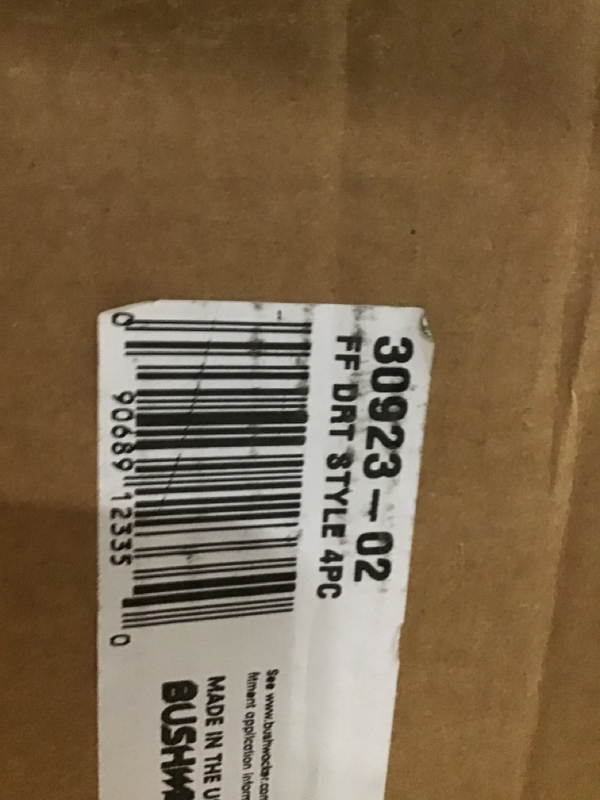 30923-02
FF DRT STYLE 4PC
0 90689 12335 0
See www.bushwacker.com
fitment application inform
MADE IN THE U
BUSHWA